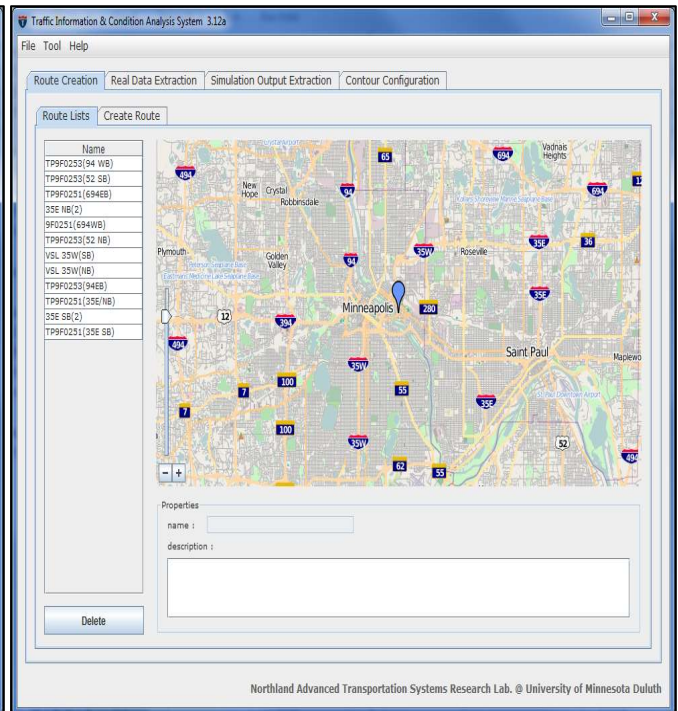 Traffic Information & Condition Analysis System 3.12a
File Tool Help
Route Creation Real Data Extraction Simulation Output Extraction Contour Configuration
Route Lists Create Route
Name
TP9F0253(94 WB)
TP9F0253(52 SB)
TP9F0251(694EB)
35E NB(2)
9F0251(694WB)
TP9F0253(52 NB)
VSL 35W(SB)
VSL 35W(NB)
TP9F0253(94EB)
TP9F0251(35E/NB)
35E SB(2)
TP9F0251(35E SB)
65 694 Vadnais Heights
494 New Hope Crystal 94 694
Robbinsdale
Plymouth Golden Valley 94 35W Roseville 35E 36
35E
Minneapolis 280
12 394
494 Saint Paul Maplewo
35W
7 100 55 35E
100 35W 52
62 55 494
- +
Properties
name :
description :
Delete
Northland Advanced Transportation Systems Research Lab. @ University of Minnesota Duluth